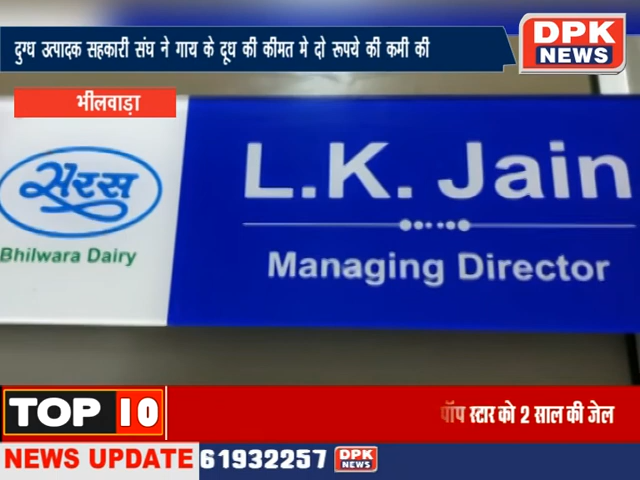 दुग्ध उत्पादक सहकारी संघ ने गाय के दूध की कीमत मे दो रूपये की कमी की
DPK
NEWS
भीलवाड़ा
सरस
Bhilwara Dairy
L.K. Jain
Managing Director
TOP 10
पॉप स्टार को 2 साल की जेल
NEWS UPDATE
61932257
DPK
NEWS